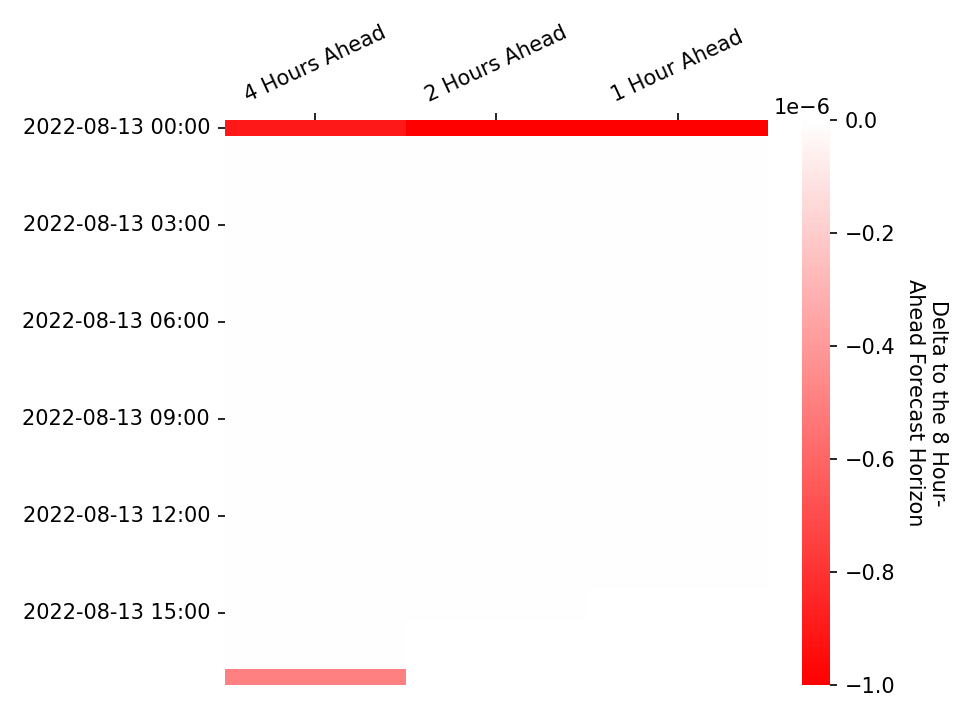 4 Hours Ahead
2 Hours Ahead
1 Hour Ahead
1e−6
2022-08-13 00:00
2022-08-13 03:00
2022-08-13 06:00
2022-08-13 09:00
2022-08-13 12:00
2022-08-13 15:00
0.0
−0.2
−0.4
−0.6
−0.8
−1.0
Delta to the 8 Hour-
Ahead Forecast Horizon